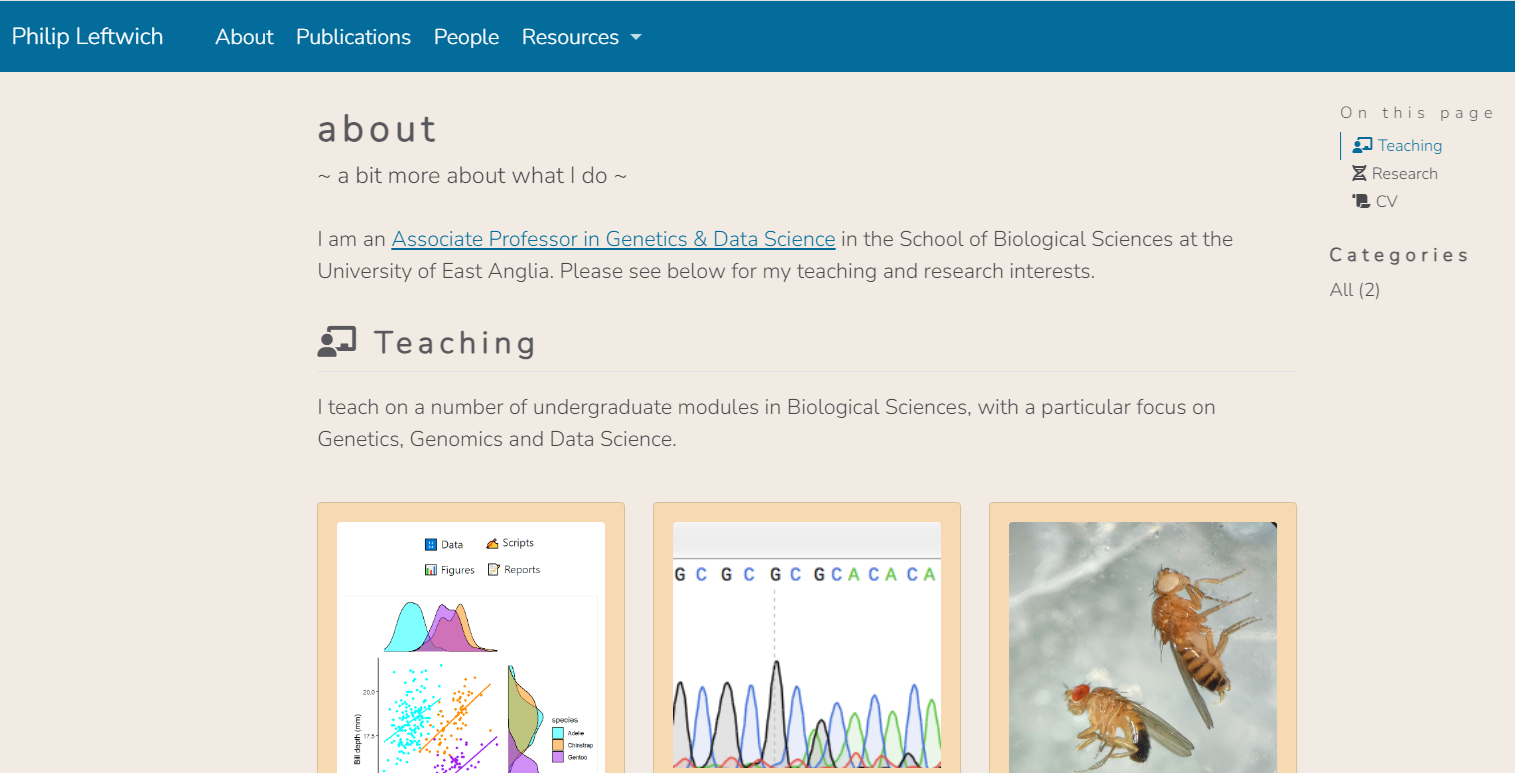 Philip Leftwich About Publications People Resources
about
~ a bit more about what I do ~
I am an Associate Professor in Genetics & Data Science in the School of Biological Sciences at the
University of East Anglia. Please see below for my teaching and research interests.
Teaching
I teach on a number of undergraduate modules in Biological Sciences, with a particular focus on
Genetics, Genomics and Data Science.
Data Scripts
Figures Reports
20.0
17.5
Bill depth (mm)
species
Adelie
Chinstrap
Gentoo
G C G C G C G C A C A C A
On this page
Teaching
Research
CV
Categories
All (2)